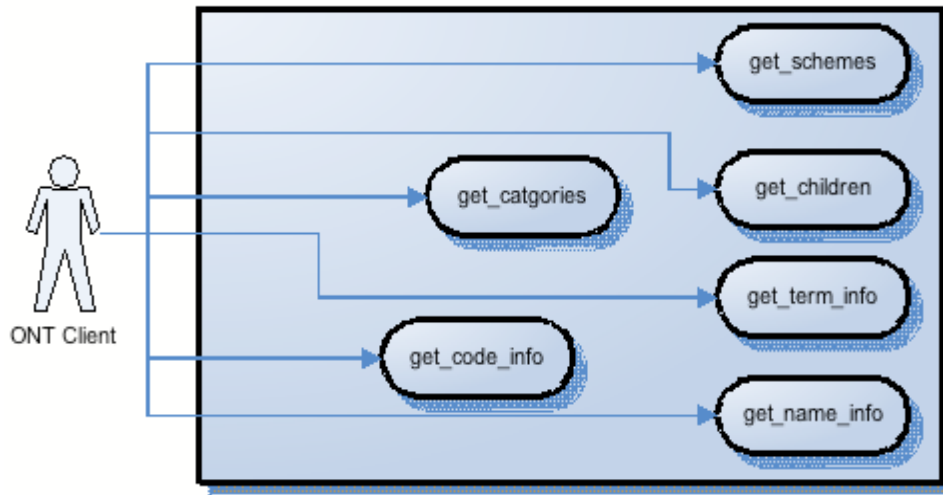 get_schemes
get_children
get_catgories
get_term_info
ONT Client
get_code_info
get_name_info